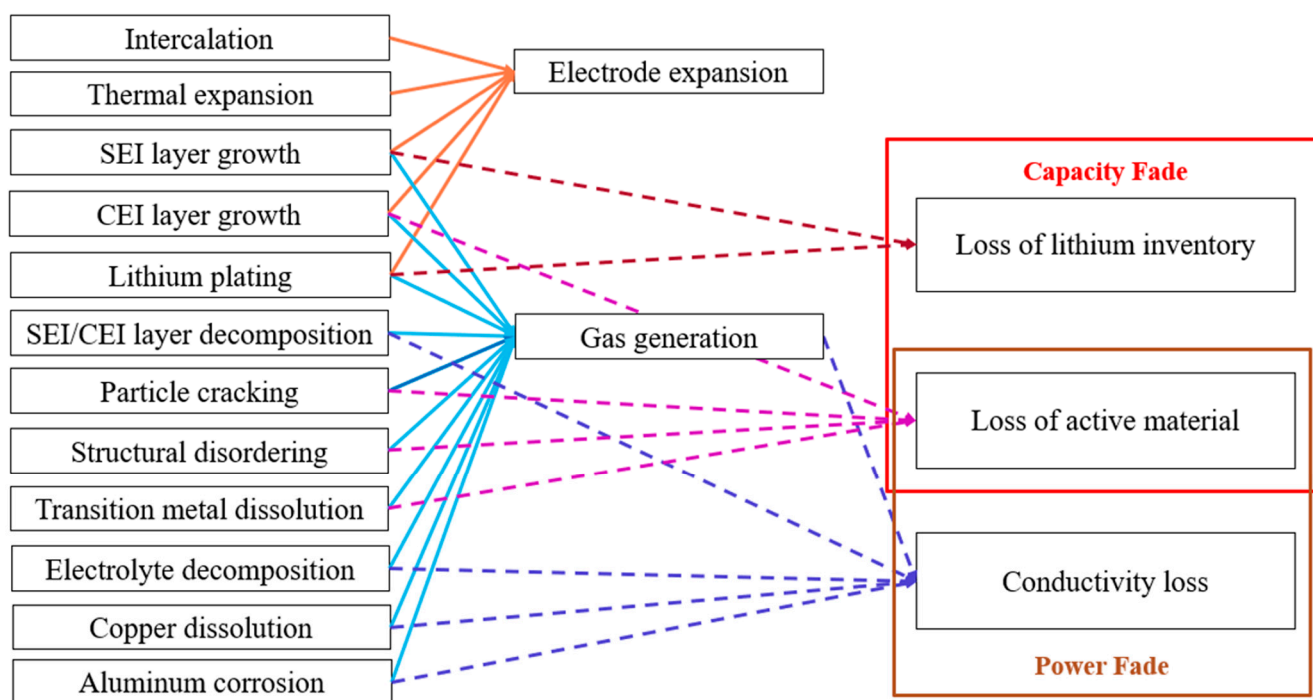 Intercalation
Thermal expansion
SEI layer growth
CEI layer growth
Lithium plating
SEI/CEI layer decomposition
Particle cracking
Structural disordering
Transition metal dissolution
Electrolyte decomposition
Copper dissolution
Aluminum corrosion
Electrode expansion
Gas generation
Capacity Fade
Loss of lithium inventory
Loss of active material
Conductivity loss
Power Fade